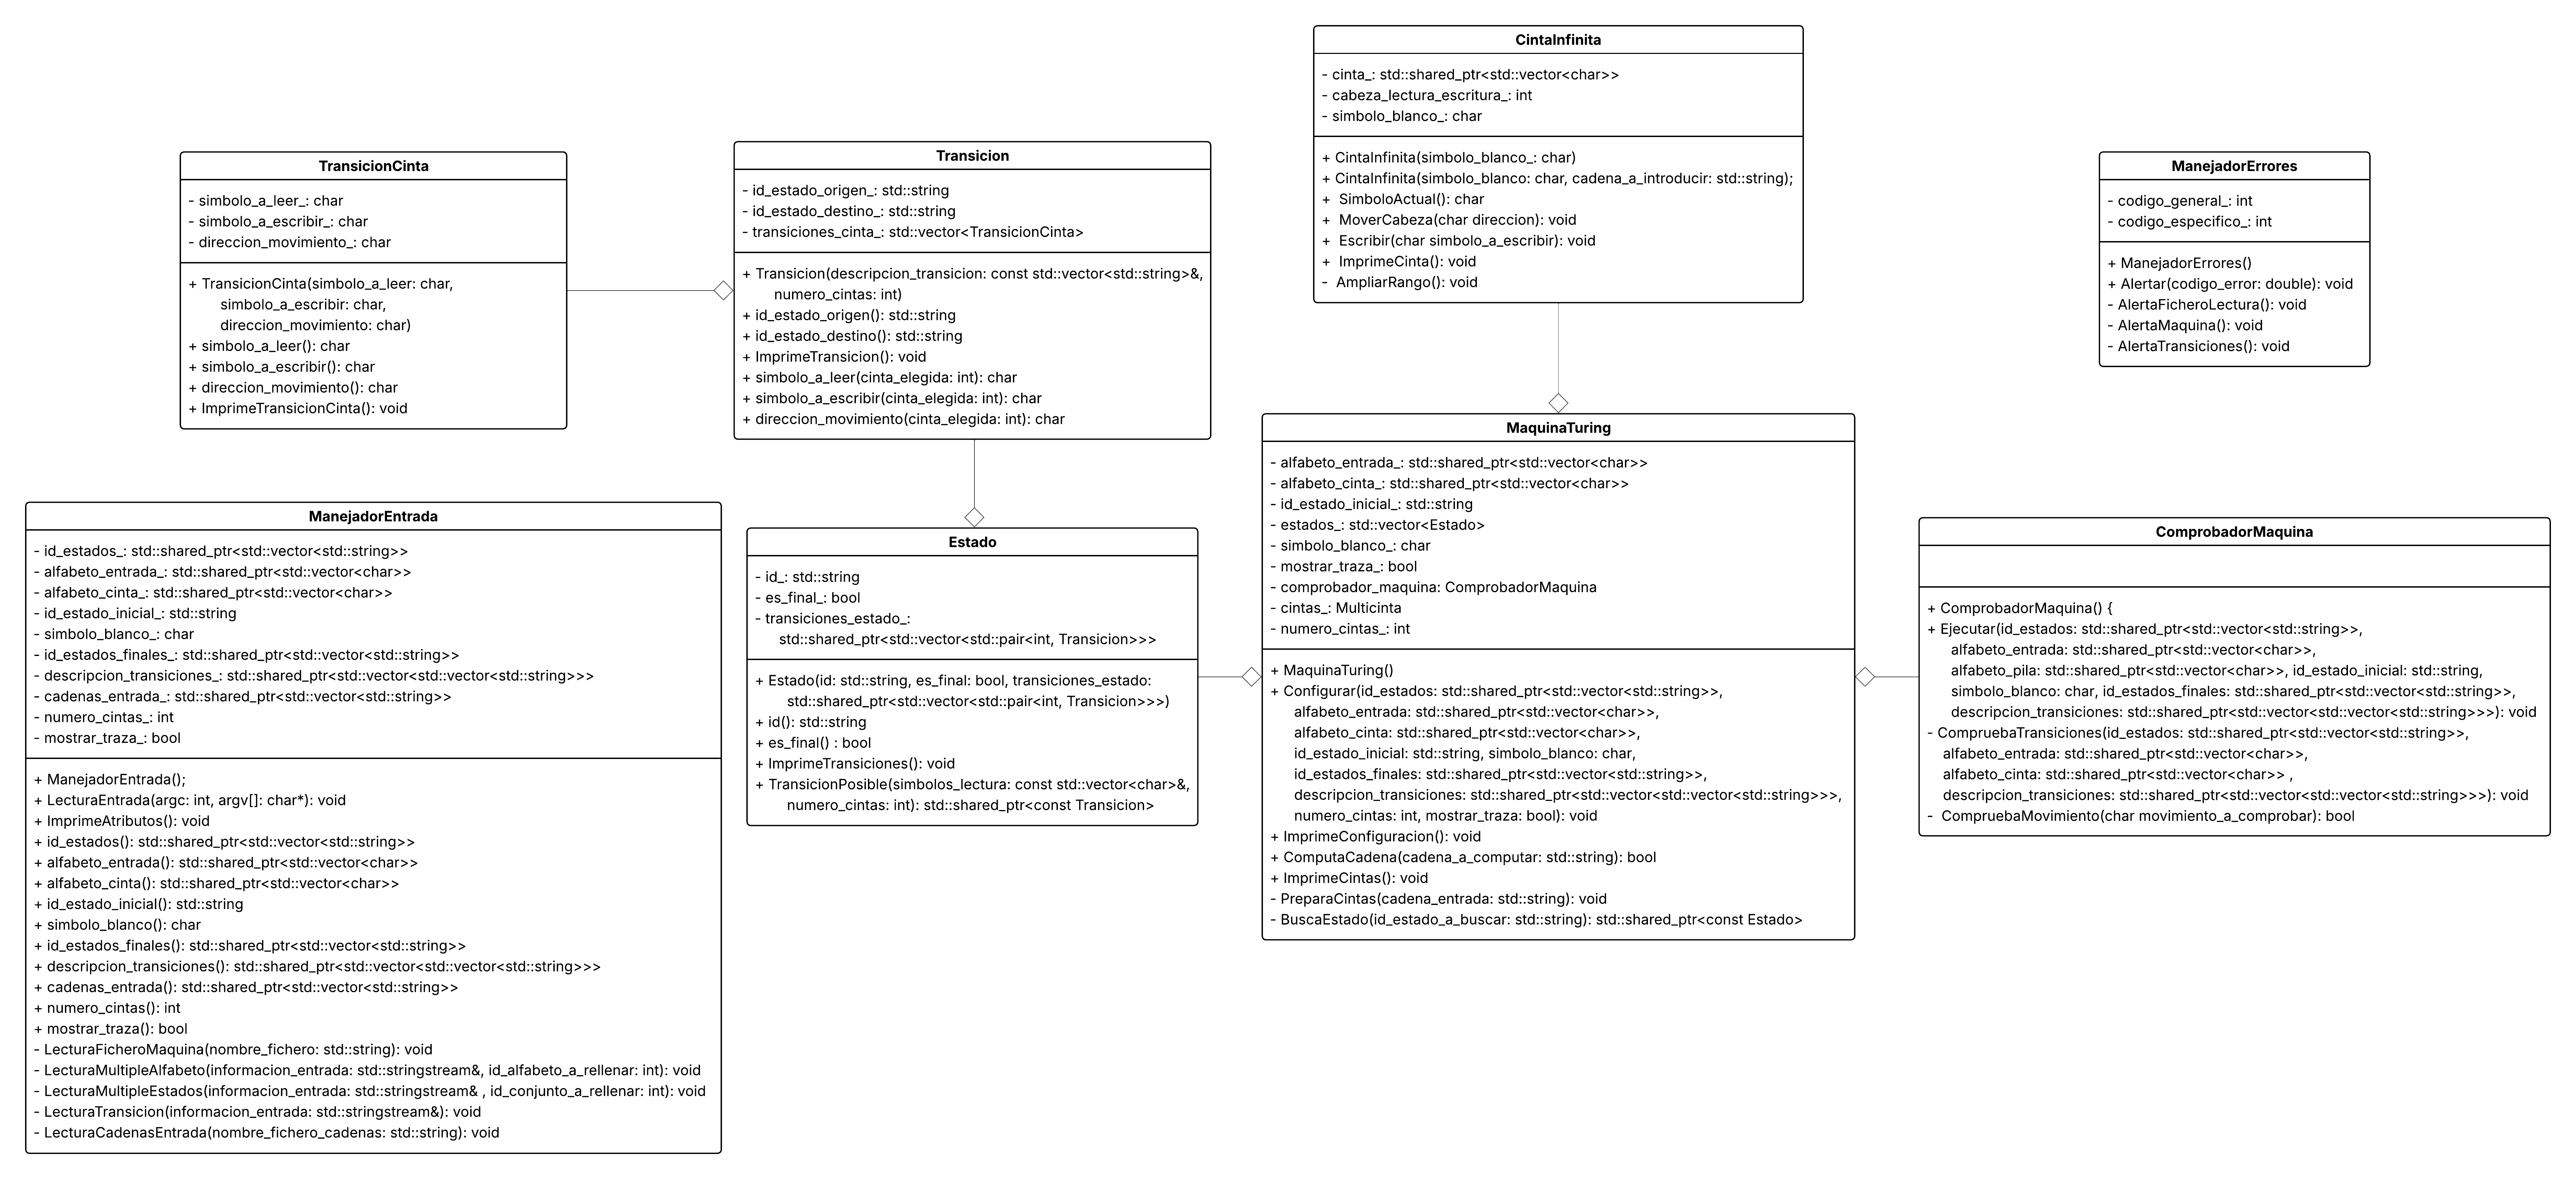 CintaInfinita
- cinta_: std::shared_ptr<std::vector<char>>
- cabeza_lectura_escritura_: int
- simbolo_blanco_: char
+ CintaInfinita(simbolo_blanco_: char)
+ CintaInfinita(simbolo_blanco: char, cadena_a_introducir: std::string);
+  SimboloActual(): char
+  MoverCabeza(char direccion): void
+  Escribir(char simbolo_a_escribir): void
+  ImprimeCinta(): void
-  AmpliarRango(): void
TransicionCinta
- simbolo_a_leer_: char
- simbolo_a_escribir_: char
- direccion_movimiento_: char
+ TransicionCinta(simbolo_a_leer: char,
simbolo_a_escribir: char,
direccion_movimiento: char)
+ simbolo_a_leer(): char
+ simbolo_a_escribir(): char
+ direccion_movimiento(): char
+ ImprimeTransicionCinta(): void
Transicion
- id_estado_origen_: std::string
- id_estado_destino_: std::string
- transiciones_cinta_: std::vector<TransicionCinta>
+ Transicion(descripcion_transicion: const std::vector<std::string>&,
numero_cintas: int)
+ id_estado_origen(): std::string
+ id_estado_destino(): std::string
+ ImprimeTransicion(): void
+ simbolo_a_leer(cinta_elegida: int): char
+ simbolo_a_escribir(cinta_elegida: int): char
+ direccion_movimiento(cinta_elegida: int): char
ManejadorErrores
- codigo_general_: int
- codigo_especifico_: int
+ ManejadorErrores()
+ Alertar(codigo_error: double): void
- AlertaFicheroLectura(): void
- AlertaMaquina(): void
- AlertaTransiciones(): void
ManejadorEntrada
- id_estados_: std::shared_ptr<std::vector<std::string>>
- alfabeto_entrada_: std::shared_ptr<std::vector<char>>
- alfabeto_cinta_: std::shared_ptr<std::vector<char>>
- id_estado_inicial_: std::string
- simbolo_blanco_: char
- id_estados_finales_: std::shared_ptr<std::vector<std::string>>
- descripcion_transiciones_: std::shared_ptr<std::vector<std::vector<std::string>>>
- cadenas_entrada_: std::shared_ptr<std::vector<std::string>>
- numero_cintas_: int
- mostrar_traza_: bool
+ ManejadorEntrada();
+ LecturaEntrada(argc: int, argv[]: char*): void
+ ImprimeAtributos(): void
+ id_estados(): std::shared_ptr<std::vector<std::string>>
+ alfabeto_entrada(): std::shared_ptr<std::vector<char>>
+ alfabeto_cinta(): std::shared_ptr<std::vector<char>>
+ id_estado_inicial(): std::string
+ simbolo_blanco(): char
+ id_estados_finales(): std::shared_ptr<std::vector<std::string>>
+ descripcion_transiciones(): std::shared_ptr<std::vector<std::vector<std::string>>>
+ cadenas_entrada(): std::shared_ptr<std::vector<std::string>>
+ numero_cintas(): int
+ mostrar_traza(): bool
- LecturaFicheroMaquina(nombre_fichero: std::string): void
- LecturaMultipleAlfabeto(informacion_entrada: std::stringstream&, id_alfabeto_a_rellenar: int): void
- LecturaMultipleEstados(informacion_entrada: std::stringstream& , id_conjunto_a_rellenar: int): void
- LecturaTransicion(informacion_entrada: std::stringstream&): void
- LecturaCadenasEntrada(nombre_fichero_cadenas: std::string): void
Estado
- id_: std::string
- es_final_: bool
- transiciones_estado_:
std::shared_ptr<std::vector<std::pair<int, Transicion>>>
+ Estado(id: std::string, es_final: bool, transiciones_estado:
std::shared_ptr<std::vector<std::pair<int, Transicion>>>)
+ id(): std::string
+ es_final() : bool
+ ImprimeTransiciones(): void
+ TransicionPosible(simbolos_lectura: const std::vector<char>&,
numero_cintas: int): std::shared_ptr<const Transicion>
MaquinaTuring
- alfabeto_entrada_: std::shared_ptr<std::vector<char>>
- alfabeto_cinta_: std::shared_ptr<std::vector<char>>
- id_estado_inicial_: std::string
- estados_: std::vector<Estado>
- simbolo_blanco_: char
- mostrar_traza_: bool
- comprobador_maquina: ComprobadorMaquina
- cintas_: Multicinta
- numero_cintas_: int
+ MaquinaTuring()
+ Configurar(id_estados: std::shared_ptr<std::vector<std::string>>,
alfabeto_entrada: std::shared_ptr<std::vector<char>>,
alfabeto_cinta: std::shared_ptr<std::vector<char>>,
id_estado_inicial: std::string, simbolo_blanco: char,
id_estados_finales: std::shared_ptr<std::vector<std::string>>,
descripcion_transiciones: std::shared_ptr<std::vector<std::vector<std::string>>>,
numero_cintas: int, mostrar_traza: bool): void
+ ImprimeConfiguracion(): void
+ ComputaCadena(cadena_a_computar: std::string): bool
+ ImprimeCintas(): void
- PreparaCintas(cadena_entrada: std::string): void
- BuscaEstado(id_estado_a_buscar: std::string): std::shared_ptr<const Estado>
ComprobadorMaquina
+ ComprobadorMaquina() {
+ Ejecutar(id_estados: std::shared_ptr<std::vector<std::string>>,
alfabeto_entrada: std::shared_ptr<std::vector<char>>,
alfabeto_pila: std::shared_ptr<std::vector<char>>, id_estado_inicial: std::string,
simbolo_blanco: char, id_estados_finales: std::shared_ptr<std::vector<std::string>>,
descripcion_transiciones: std::shared_ptr<std::vector<std::vector<std::string>>>): void
- CompruebaTransiciones(id_estados: std::shared_ptr<std::vector<std::string>>,
alfabeto_entrada: std::shared_ptr<std::vector<char>>,
alfabeto_cinta: std::shared_ptr<std::vector<char>> ,
descripcion_transiciones: std::shared_ptr<std::vector<std::vector<std::string>>>): void
-  CompruebaMovimiento(char movimiento_a_comprobar): bool